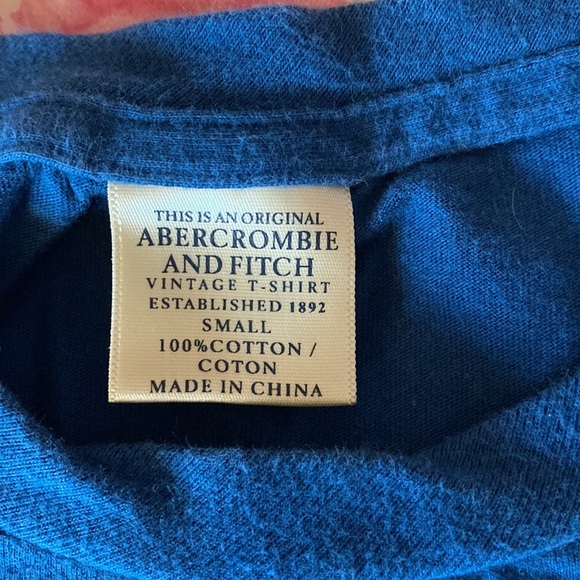 THIS IS AN ORIGINAL
ABERCROMBIE
AND FITCH
VINTAGE T-SHIRT
ESTABLISHED 1892
SMALL
100%COTTON /
COTON
MADE IN CHINA